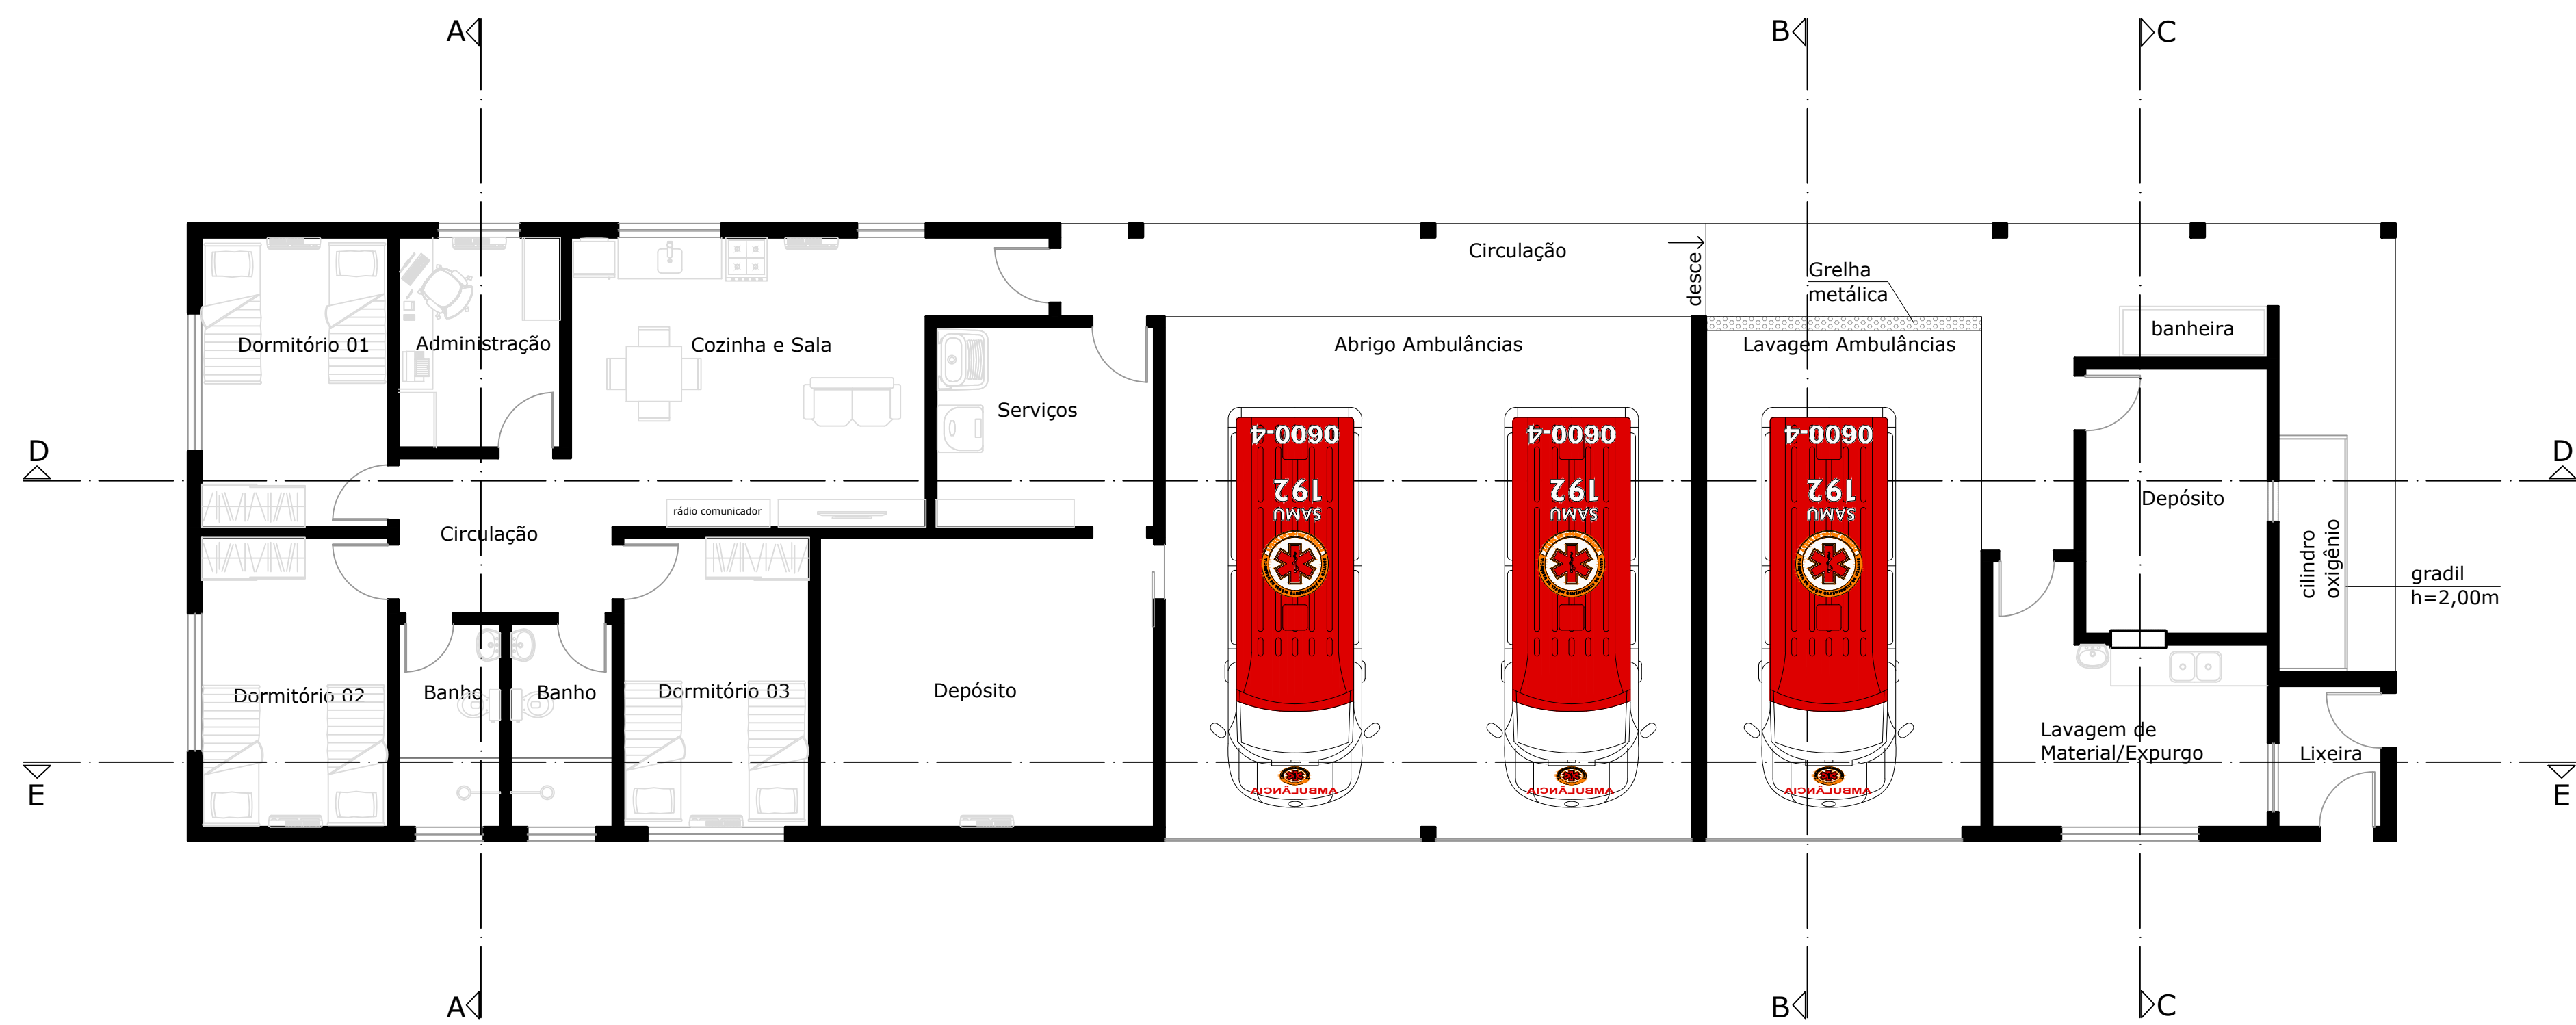 A
B
C
Circulação
desce
Grelha
metálica
banheira
Dormitório 01
Administração
Cozinha e Sala
Abrigo Ambulâncias
Lavagem Ambulâncias
Serviços
0600-4
192
SAMU
AMBULÂNCIA
0600-4
192
SAMU
AMBULÂNCIA
0600-4
192
SAMU
AMBULÂNCIA
D
D
Depósito
rádio comunicador
Circulação
cilindro
oxigênio
gradil
h=2,00m
Dormitório 02
Banho
Banho
Dormitório 03
Depósito
Lavagem de
Material/Expurgo
Lixeira
E
E
A
B
C